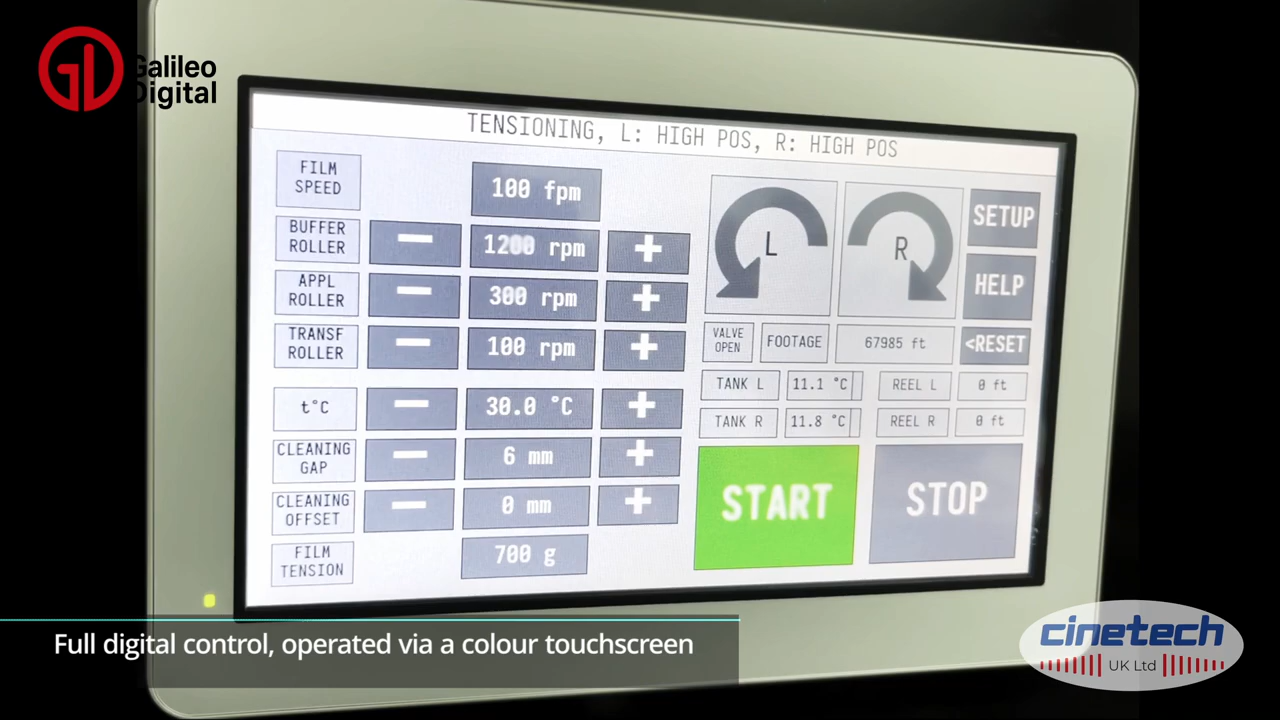 Galileo
Digital
TENSIONING, L: HIGH POS, R: HIGH POS
FILM
SPEED
100 fpm
BUFFER
ROLLER
1200 rpm
APPL
ROLLER
300 rpm
TRANSF
ROLLER
100 rpm
t°C
30.0 °C
CLEANING
GAP
6 mm
CLEANING
OFFSET
0 mm
FILM
TENSION
700 g
L
R
SETUP
HELP
VALVE
OPEN
FOOTAGE
67985 ft
<RESET
TANK L
11.1 °C
REEL L
0 ft
TANK R
11.8 °C
REEL R
0 ft
START
STOP
Full digital control, operated via a colour touchscreen
cinetech
UK Ltd